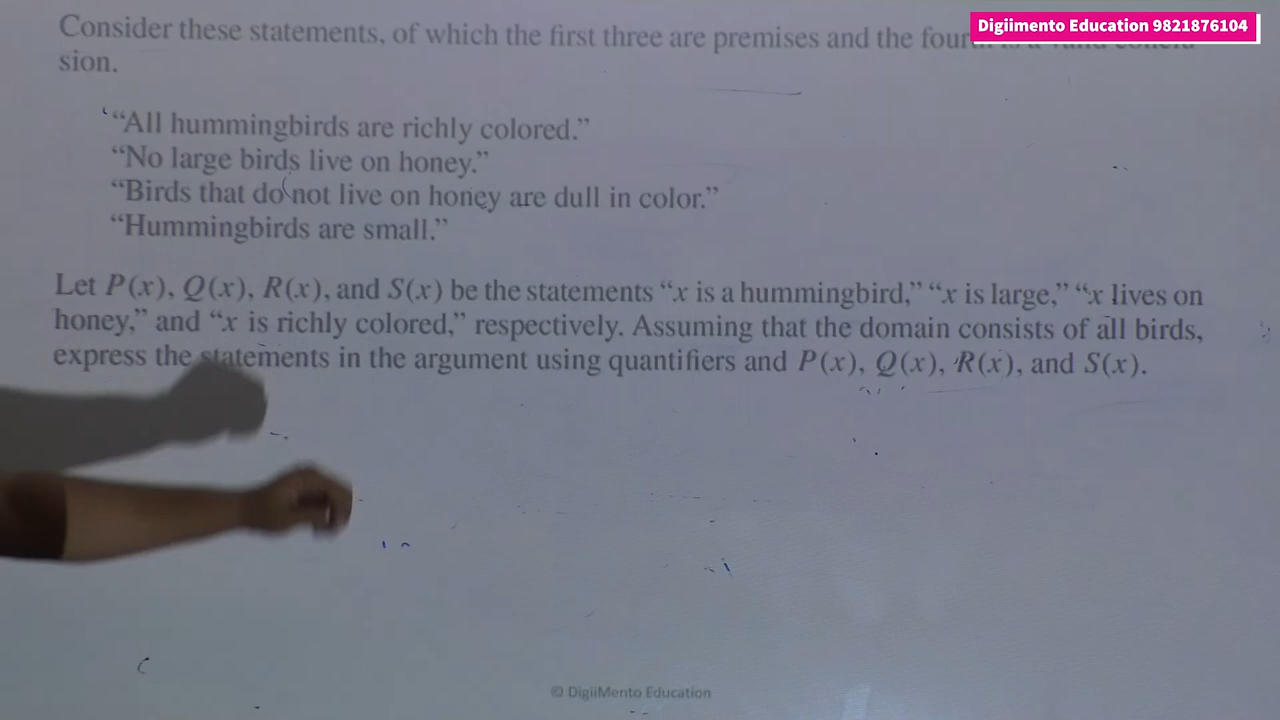 Digiimento Education 9821876104
Consider these statements, of which the first three are premises and the
sion.
“All hummingbirds are richly colored.”
“No large birds live on honey.”
“Birds that do not live on honey are dull in color.”
“Hummingbirds are small.”
Let P(x), Q(x), R(x), and S(x) be the statements “x is a hummingbird,” “x is large,” “x lives on
honey,” and “x is richly colored,” respectively. Assuming that the domain consists of all birds,
express the statements in the argument using quantifiers and P(x), Q(x), R(x), and S(x).
© DigiiMento Education